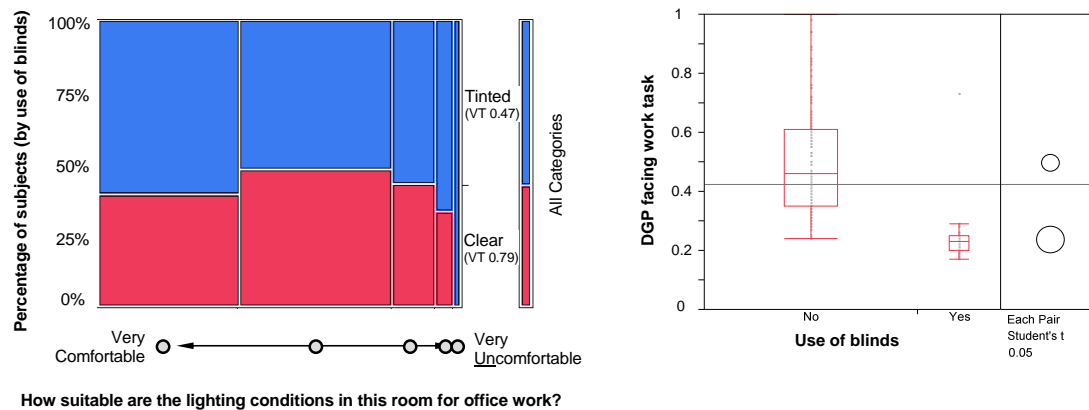 Percentage of subjects (by use of blinds)
100%
75%
50%
25%
0%
Tinted
(VT 0.47)
Clear
(VT 0.79)
All Categories
Very
Comfortable
Very
Uncomfortable
How suitable are the lighting conditions in this room for office work?
DGP facing work task
1
0.8
0.6
0.4
0.2
0
No
Yes
Use of blinds
Each Pair
Student's t
0.05